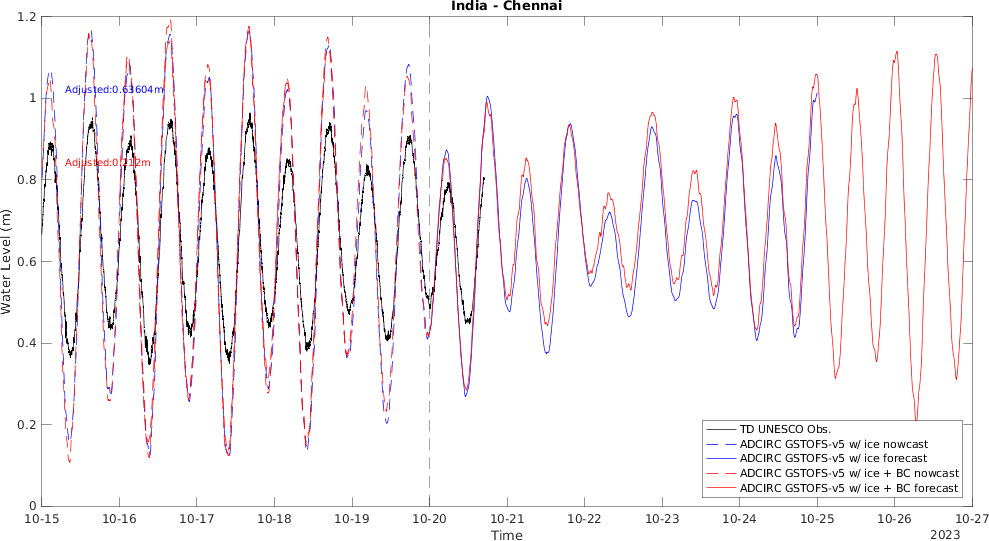 India - Chennai
Water Level (m)
1.2
1
0.8
0.6
0.4
0.2
0
Adjusted:0.63604m
Adjusted:0.212m
TD UNESCO Obs.
ADCIRC GSTOFS-v5 w/ ice nowcast
ADCIRC GSTOFS-v5 w/ ice forecast
ADCIRC GSTOFS-v5 w/ ice + BC nowcast
ADCIRC GSTOFS-v5 w/ ice + BC forecast
10-15 10-16 10-17 10-18 10-19 10-20 10-21 10-22 10-23 10-24 10-25 10-26 10-27
Time
2023